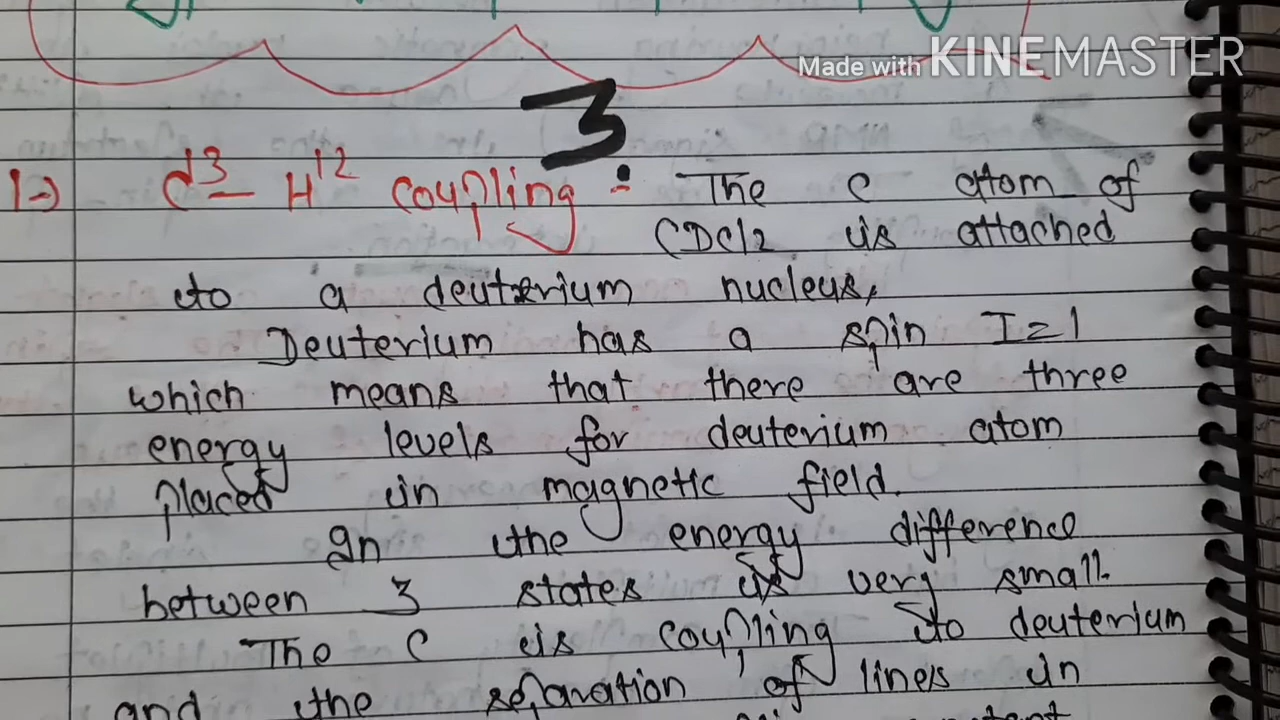 Made with KINEMASTER
3
1-) C13 - H12 coupling :- The C atom of
CDCl2 is attached
to a deuterium nucleus,
Deuterium has a spin I=1
which means that there are three
energy levels for deuterium atom
placed in magnetic field.
In the energy difference
between 3 states is very small.
The C is coupling to deuterium
and the separation of lines in